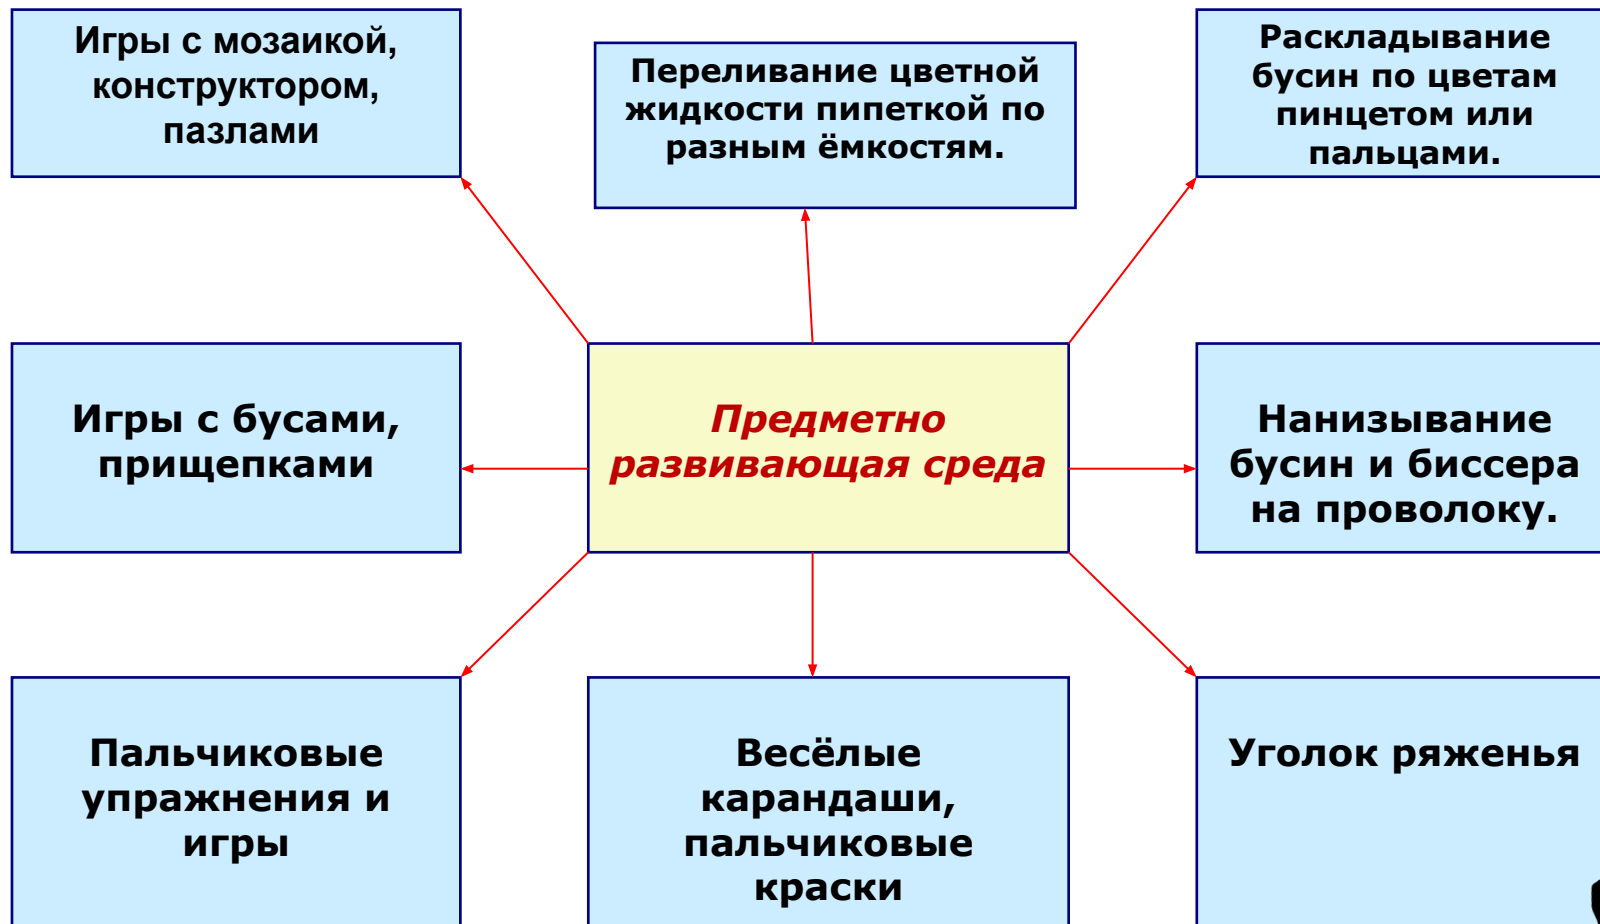 Игры с мозаикой,
конструктором,
пазлами
Переливание цветной
жидкости пипеткой по
разным ёмкостям.
Раскладывание
бусин по цветам
пинцетом или
пальцами.
Игры с бусами,
прищепками
Предметно
развивающая среда
Нанизывание
бусин и биссера
на проволоку.
Пальчиковые
упражнения и
игры
Весёлые
карандаши,
пальчиковые
краски
Уголок ряженья